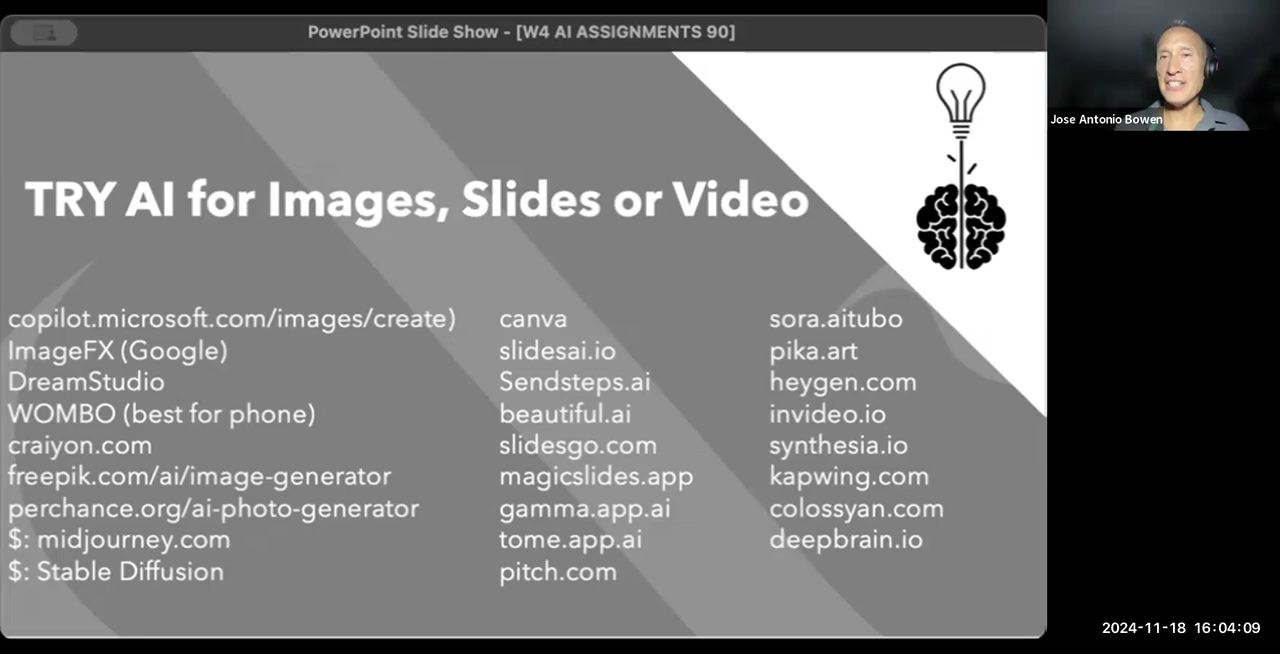 PowerPoint Slide Show - [W4 AI ASSIGNMENTS 90]
Jose Antonio Bowen
TRY AI for Images, Slides or Video
copilot.microsoft.com/images/create)
ImageFX (Google)
DreamStudio
WOMBO (best for phone)
craiyon.com
freepik.com/ai/image-generator
perchance.org/ai-photo-generator
$: midjourney.com
$: Stable Diffusion
canva
slidesai.io
Sendsteps.ai
beautiful.ai
slidesgo.com
magicslides.app
gamma.app.ai
tome.app.ai
pitch.com
sora.aitubo
pika.art
heygen.com
invideo.io
synthesia.io
kapwing.com
colossyan.com
deepbrain.io
2024-11-18 16:04:09